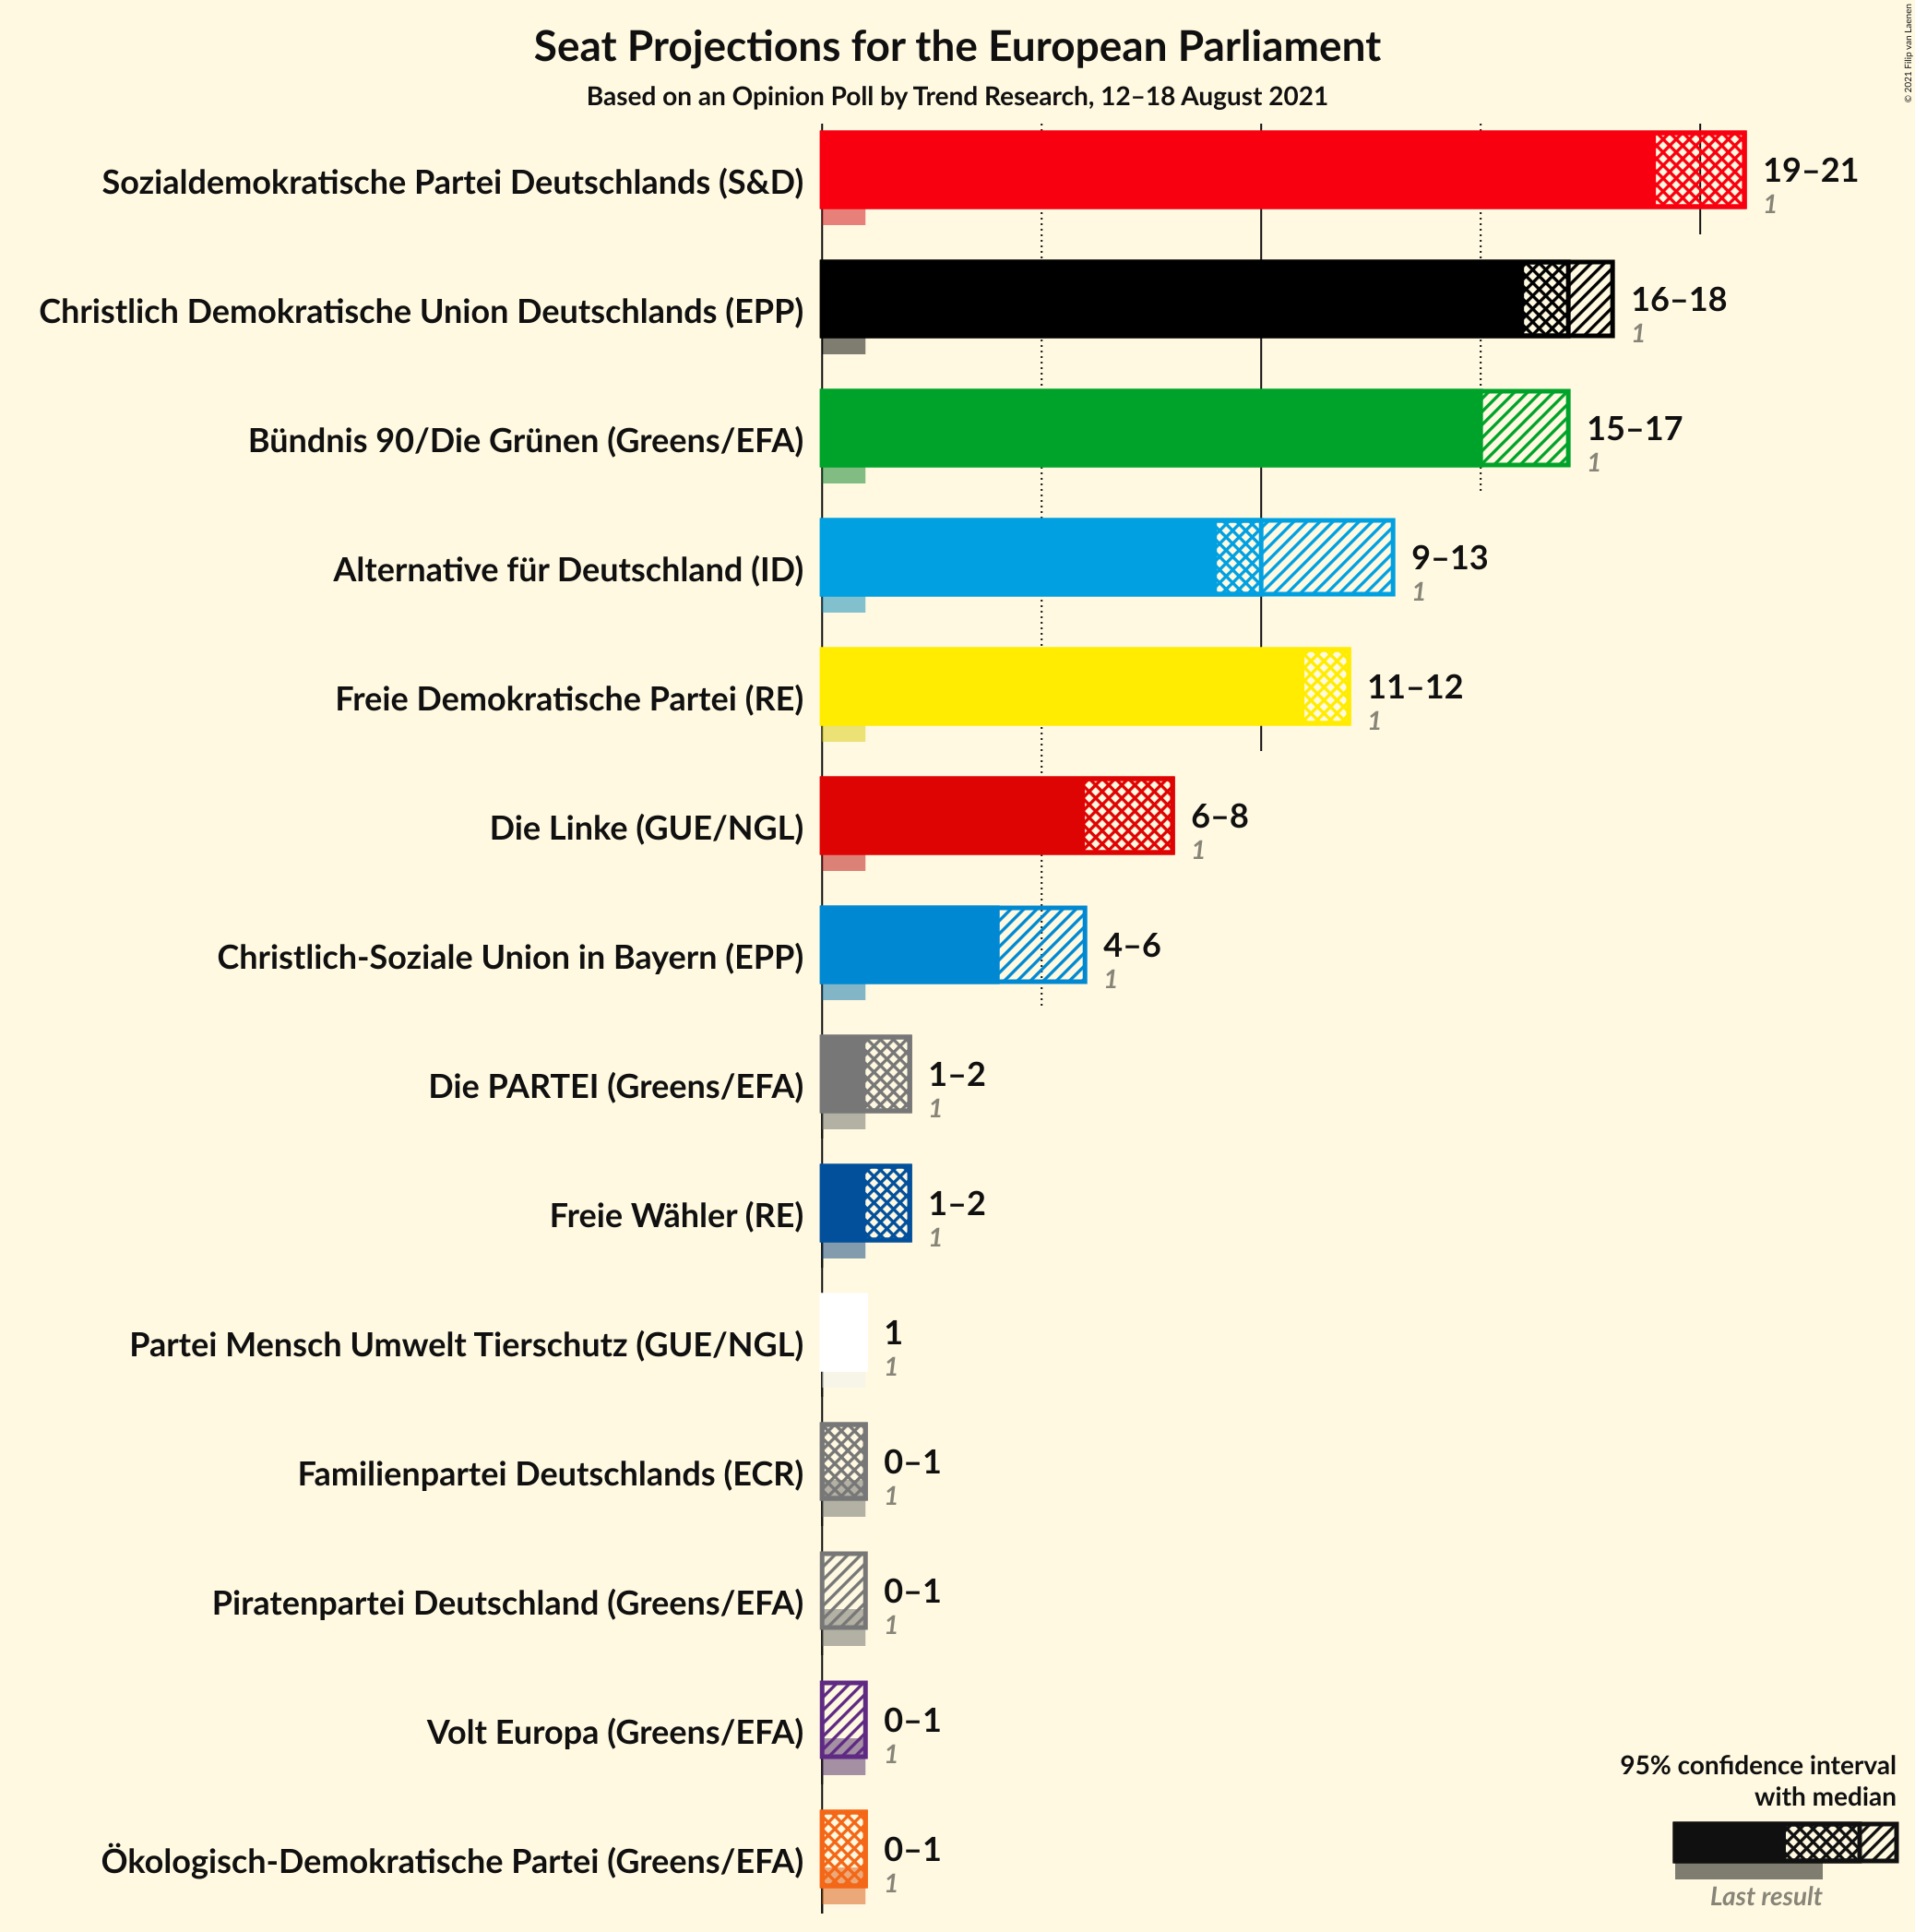 Seat Projections for the European Parliament
Based on an Opinion Poll by Trend Research, 12–18 August 2021
© 2021 Filip van Laenen
Sozialdemokratische Partei Deutschlands (S&D)
19–21
1
Christlich Demokratische Union Deutschlands (EPP)
16–18
1
Bündnis 90/Die Grünen (Greens/EFA)
15–17
1
Alternative für Deutschland (ID)
9–13
1
Freie Demokratische Partei (RE)
11–12
1
Die Linke (GUE/NGL)
6–8
1
Christlich-Soziale Union in Bayern (EPP)
4–6
1
Die PARTEI (Greens/EFA)
1–2
1
Freie Wähler (RE)
1–2
1
Partei Mensch Umwelt Tierschutz (GUE/NGL)
1
1
Familienpartei Deutschlands (ECR)
0–1
1
Piratenpartei Deutschland (Greens/EFA)
0–1
1
Volt Europa (Greens/EFA)
0–1
1
Ökologisch-Demokratische Partei (Greens/EFA)
0–1
1
95% confidence interval
with median
Last result